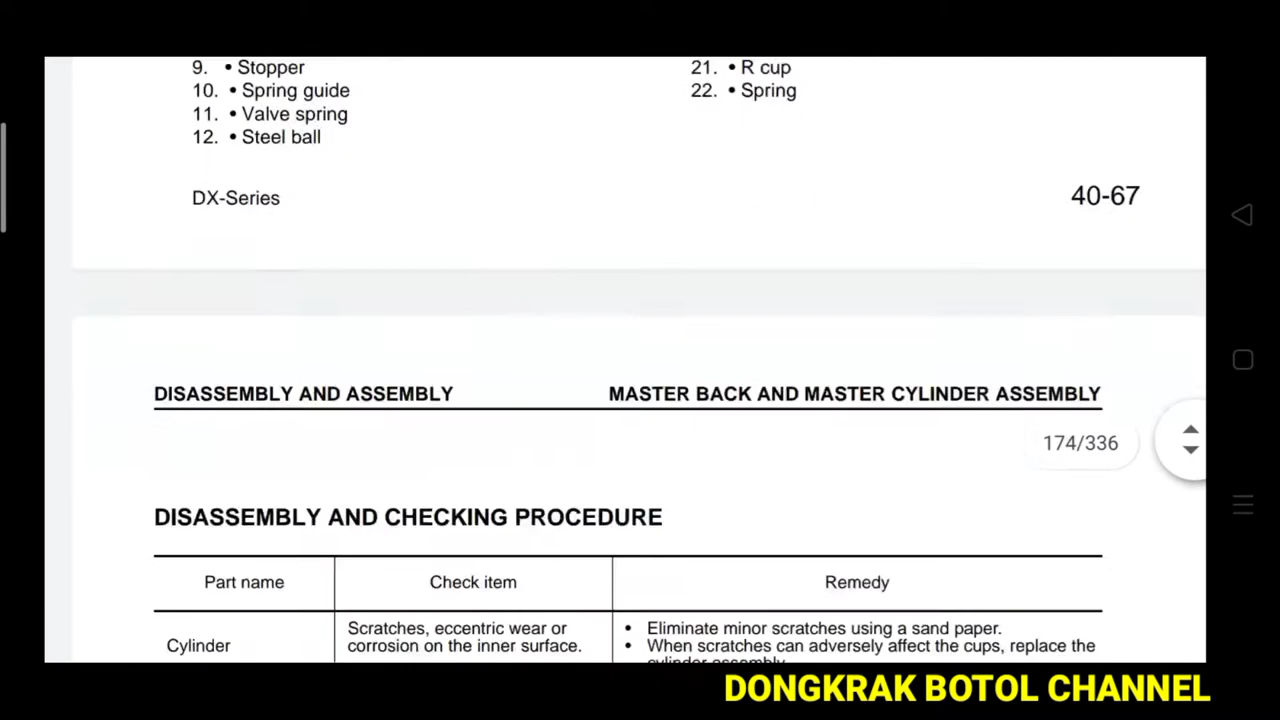 9. • Stopper
10. • Spring guide
11. • Valve spring
12. • Steel ball
21. • R cup
22. • Spring
DX-Series
40-67
DISASSEMBLY AND ASSEMBLY
MASTER BACK AND MASTER CYLINDER ASSEMBLY
174/336
DISASSEMBLY AND CHECKING PROCEDURE
Part name
Check item
Remedy
Cylinder
Scratches, eccentric wear or
corrosion on the inner surface.
• Eliminate minor scratches using a sand paper.
• When scratches can adversely affect the cups, replace the
cylinder assembly.
DONGKRAK BOTOL CHANNEL